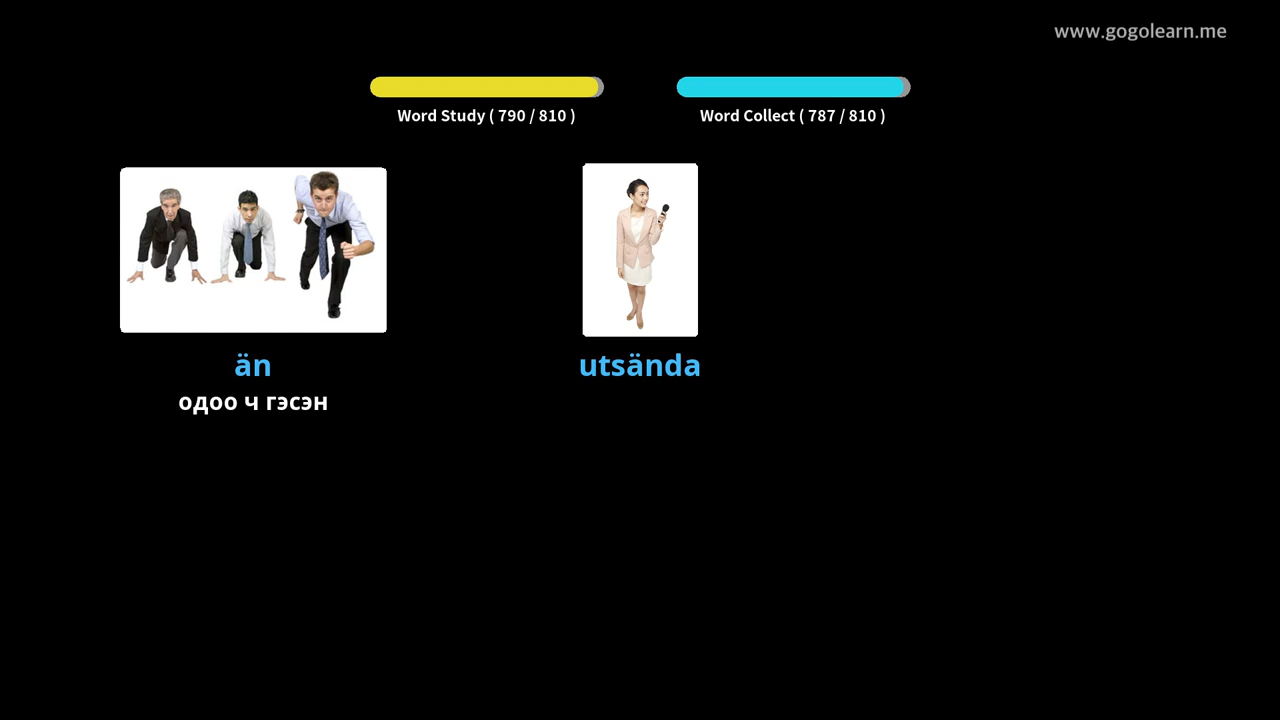 www.gogolearn.me
Word Study ( 790 / 810 )
Word Collect ( 787 / 810 )
än
utsända
одоо ч гэсэн